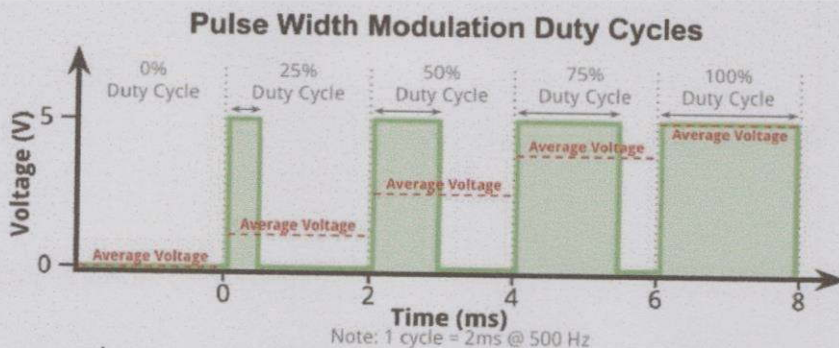 Pulse Width Modulation Duty Cycles
0% Duty Cycle
25% Duty Cycle
50% Duty Cycle
75% Duty Cycle
100% Duty Cycle
Voltage (V)
5
0
Average Voltage
Average Voltage
Average Voltage
Average Voltage
Average Voltage
0 2 4 6 8
Time (ms)
Note: 1 cycle = 2ms @ 500 Hz